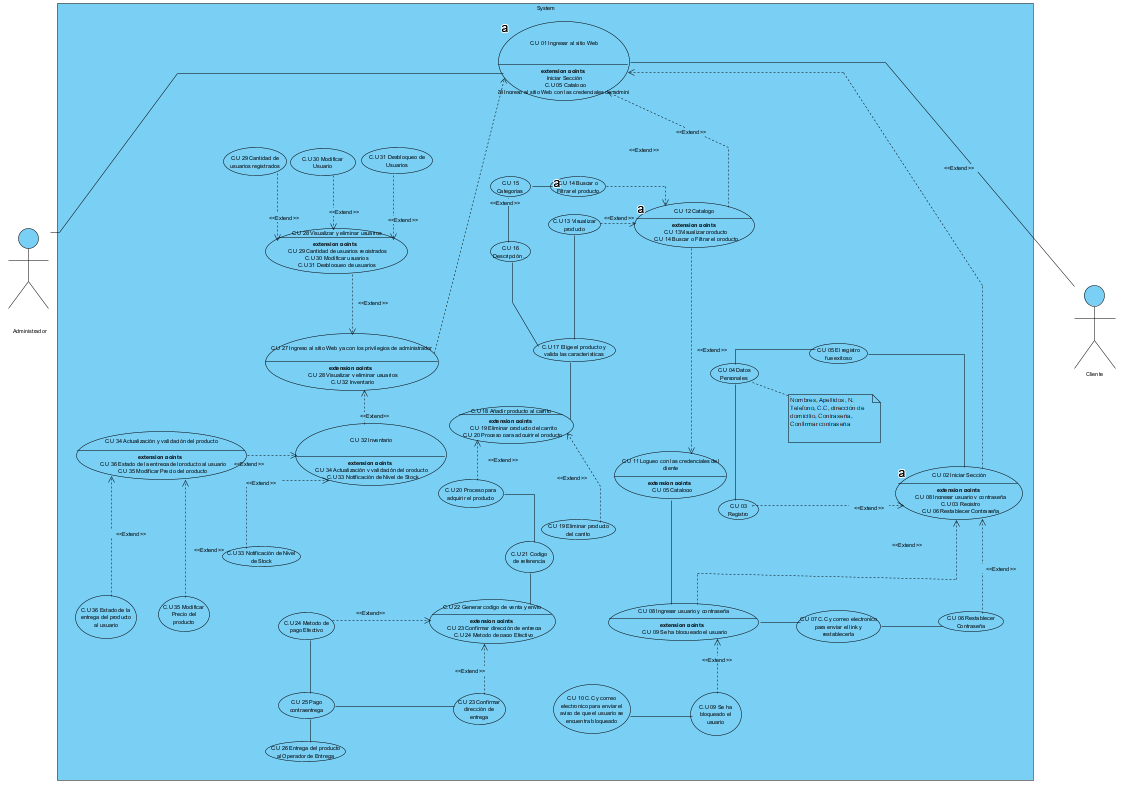 System
a
C.U 01 Ingresar al sitio Web
extension points
Iniciar Sección
C.U 05 Catalogo
Ingreso al sitio Web con las credenciales de admini
<<Extend>>
<<Extend>>
<<Extend>>
C.U 29 Cantidad de
usuarios registrados
C.U 30 Modificar
Usuario
C.U 31 Desbloqueo de
Usuarios
<<Extend>>
<<Extend>>
<<Extend>>
C.U 28 Visualizar y eliminar usuarios
extension points
C.U 29 Cantidad de usuarios registrados
C.U 30 Modificar usuarios
C.U 31 Desbloqueo de usuarios
C.U 15
Categorias
<<Extend>>
a
C.U 14 Buscar o
Filtrar el producto
C.U 13 Visualizar
producto
<<Extend>>
a
C.U 12 Catalogo
extension points
C.U 13 Visualizar producto
C.U 14 Buscar o Filtrar el producto
C.U 16
Descripción
Administrador
<<Extend>>
C.U 27 Ingreso al sitio Web ya con los privilegios de administrador
extension points
C.U 28 Visualizar y eliminar usuarios
C.U 32 Inventario
C.U 17 Elige el producto y
valida las caracteristicas
<<Extend>>
C.U 05 El registro
fue exitoso
C.U 04 Datos
Personales
Nombres, Apellidos, N.
Telefono, C.C, dirección de
domicilio, Contraseña,
Confirmar contraseña
Cliente
C.U 18 Añadir producto al carrito
extension points
C.U 19 Eliminar producto del carrito
C.U 20 Proceso para adquirir el producto
C.U 34 Actualización y validación del producto
extension points
C.U 36 Estado de la entrega del producto al usuario
C.U 35 Modificar Precio del producto
<<Extend>>
<<Extend>>
C.U 32 Inventario
extension points
C.U 34 Actualización y validación del producto
C.U 33 Notificación de Nivel de Stock
<<Extend>>
<<Extend>>
C.U 11 Logueo con las credenciales del
cliente
extension points
C.U 05 Catalogo
a
C.U 02 Iniciar Sección
extension points
C.U 08 Ingresar usuario y contraseña
C.U 03 Registro
C.U 06 Restablecer Contraseña
C.U 20 Proceso para
adquirir el producto
C.U 03
Registro
<<Extend>>
C.U 19 Eliminar producto
del carrito
<<Extend>>
<<Extend>>
C.U 33 Notificación de Nivel
de Stock
C.U 21 Codigo
de referencia
<<Extend>>
<<Extend>>
C.U 36 Estado de la
entrega del producto
al usuario
C.U 35 Modificar
Precio del
producto
C.U 24 Metodo de
pago Efectivo
<<Extend>>
C.U 22 Generar codigo de venta y envio
extension points
C.U 23 Confirmar dirección de entrega
C.U 24 Metodo de pago Efectivo
C.U 08 Ingresar usuario y contraseña
extension points
C.U 09 Se ha bloqueado el usuario
C.U 07 C.C y correo electronico
para enviar el link y
restablecerla
C.U 06 Restablecer
Contraseña
<<Extend>>
<<Extend>>
C.U 25 Pago
contraentrega
C.U 23 Confirmar
dirección de
entrega
C.U 10 C.C y correo
electronico para enviar el
aviso de que el usuario se
encuentra bloqueado
C.U 09 Se ha
bloqueado el
usuario
C.U 26 Entrega del producto
al Operador de Entrega